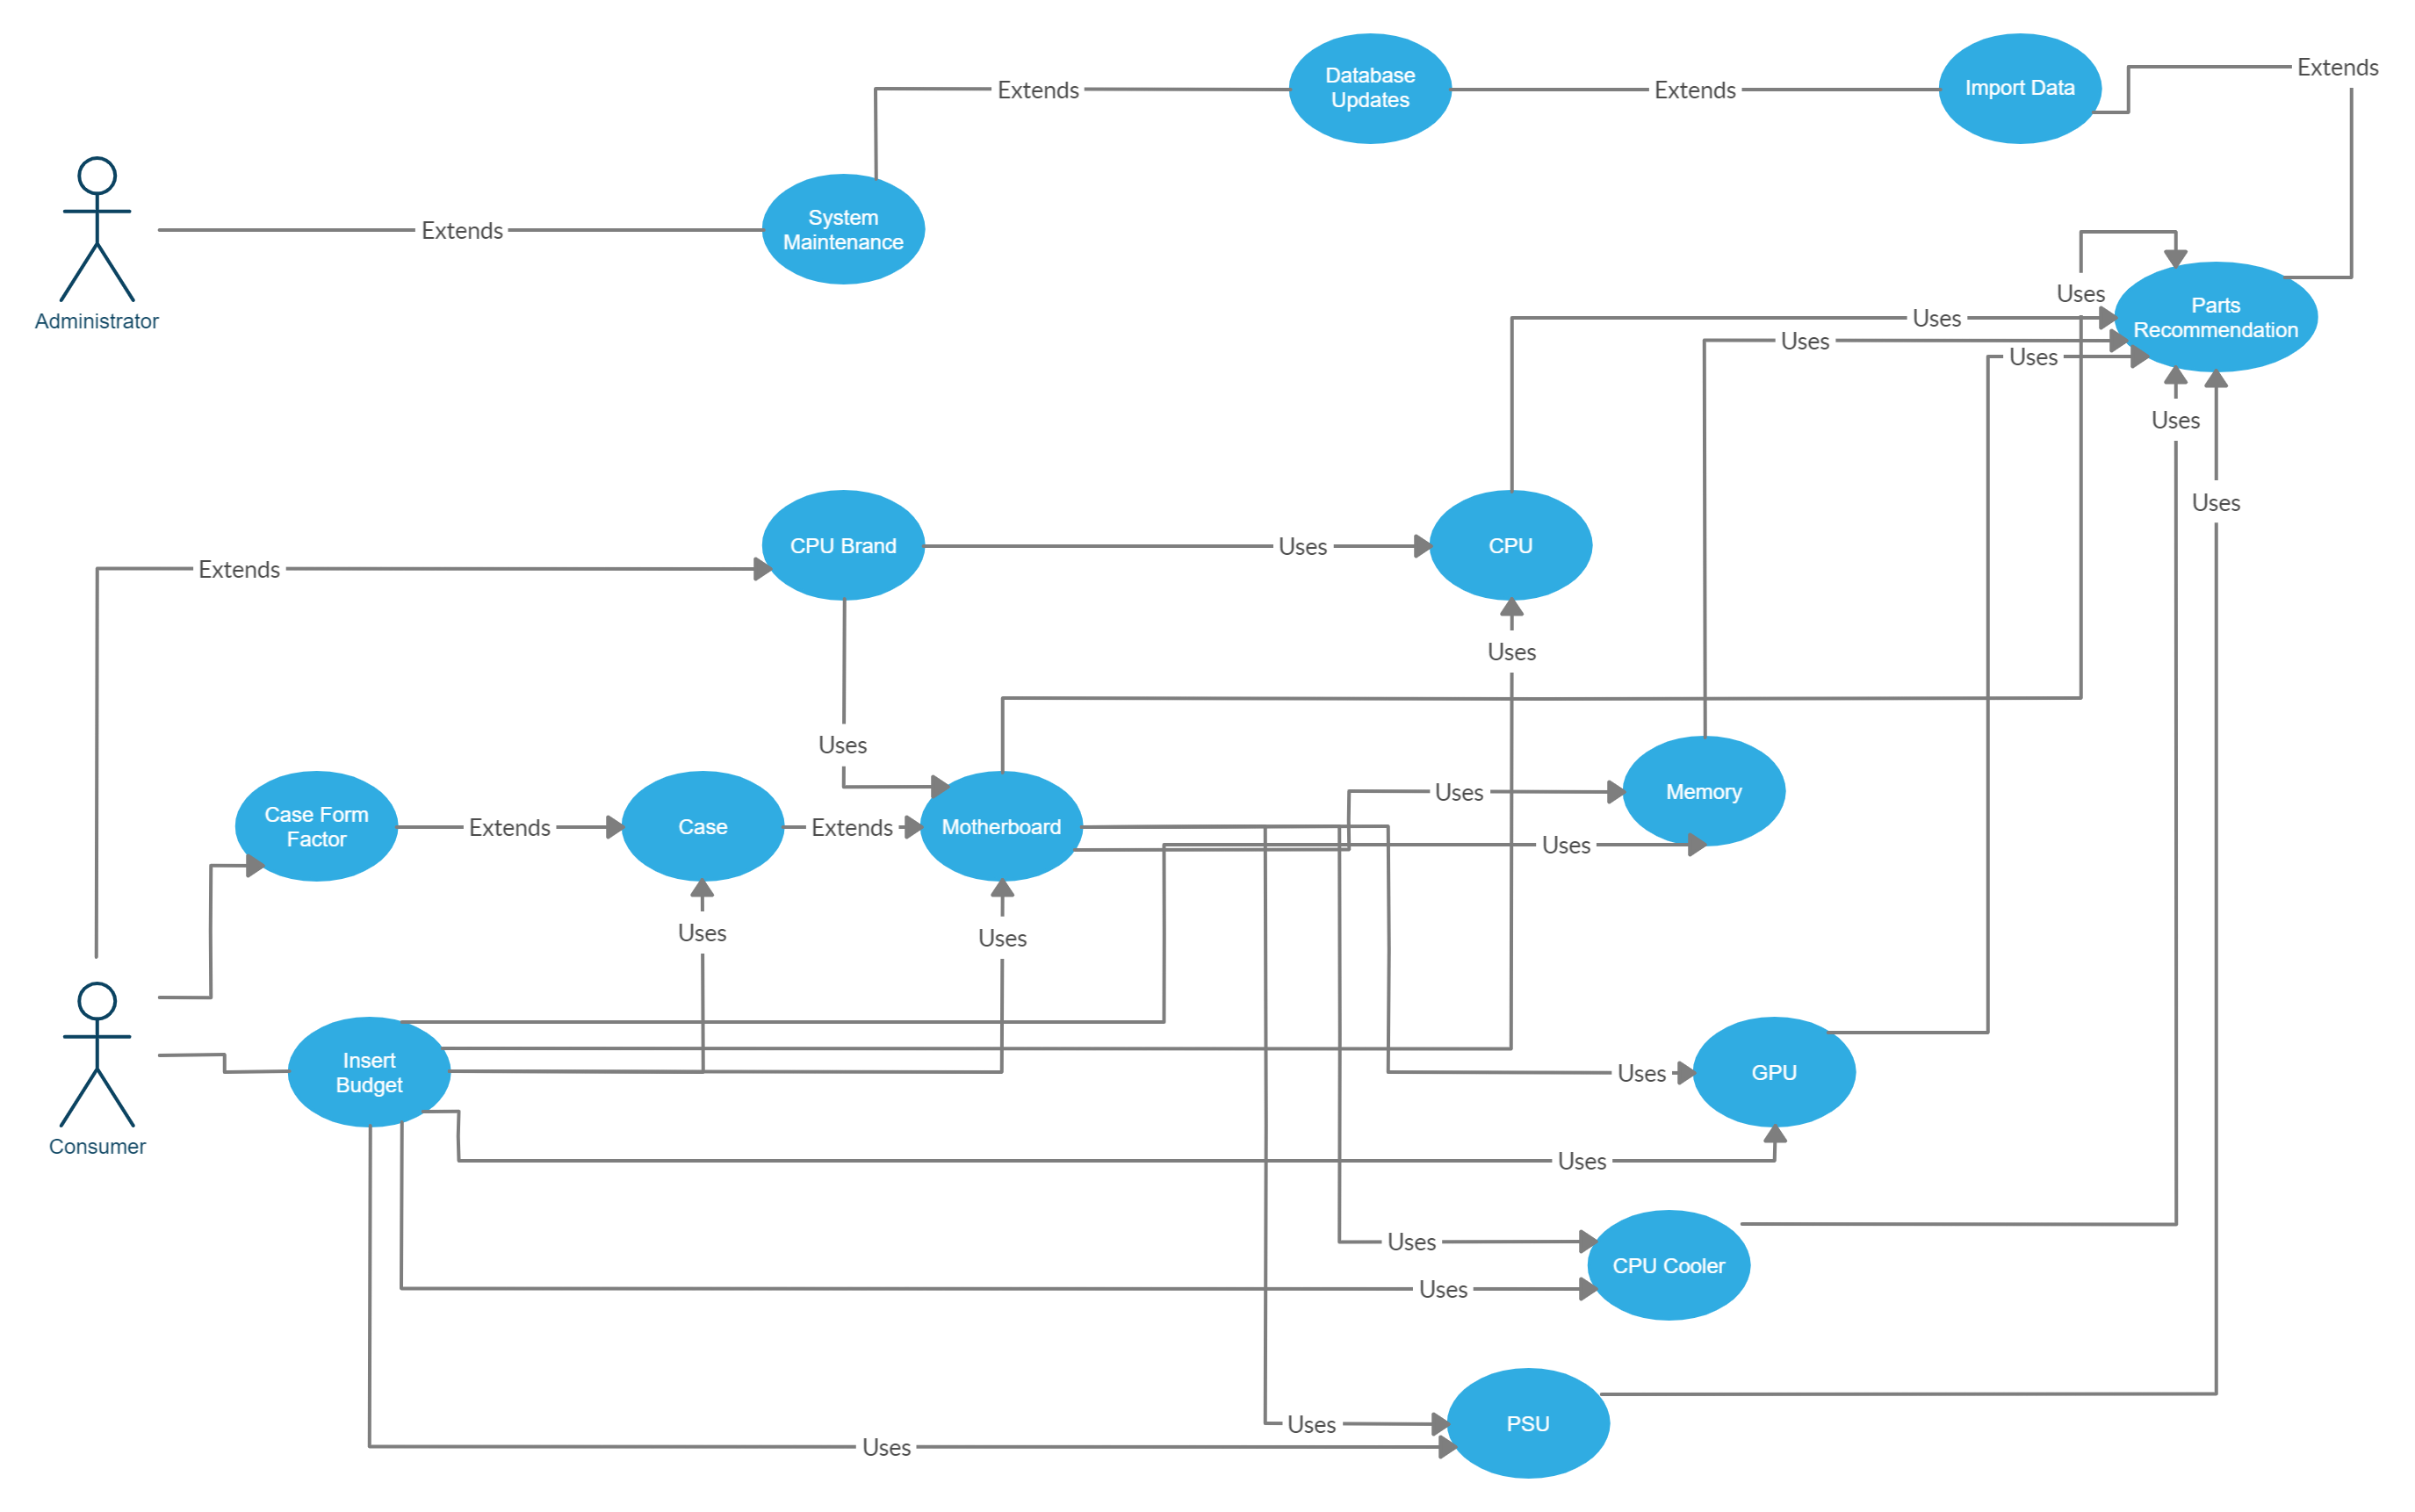 Extends
Database
Updates
Extends
Import Data
Extends
System
Maintenance
Extends
Administrator
Uses
Parts
Recommendation
Uses
Uses
Uses
Uses
Uses
CPU Brand
Uses
CPU
Extends
Uses
Uses
Case Form
Factor
Extends
Case
Extends
Motherboard
Uses
Memory
Uses
Uses
Uses
Consumer
Insert
Budget
Uses
GPU
Uses
Uses
CPU Cooler
Uses
Uses
PSU
Uses